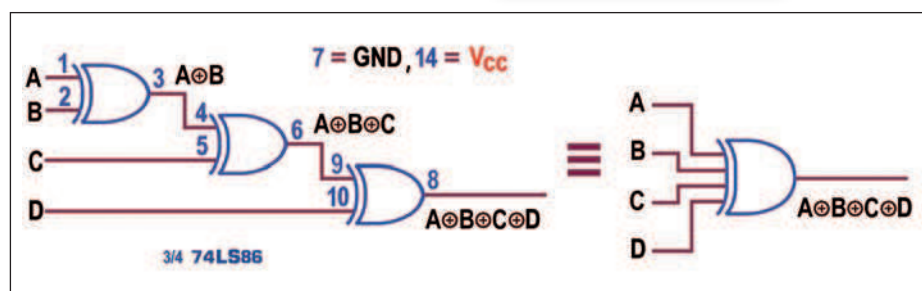 7 = GND, 14 = VCC
A 1 3 A⊕B
B 2
4 6 A⊕B⊕C
C 5
9 8
D 10
A⊕B⊕C⊕D
3/4 74LS86
≡
A
B
C
D
A⊕B⊕C⊕D